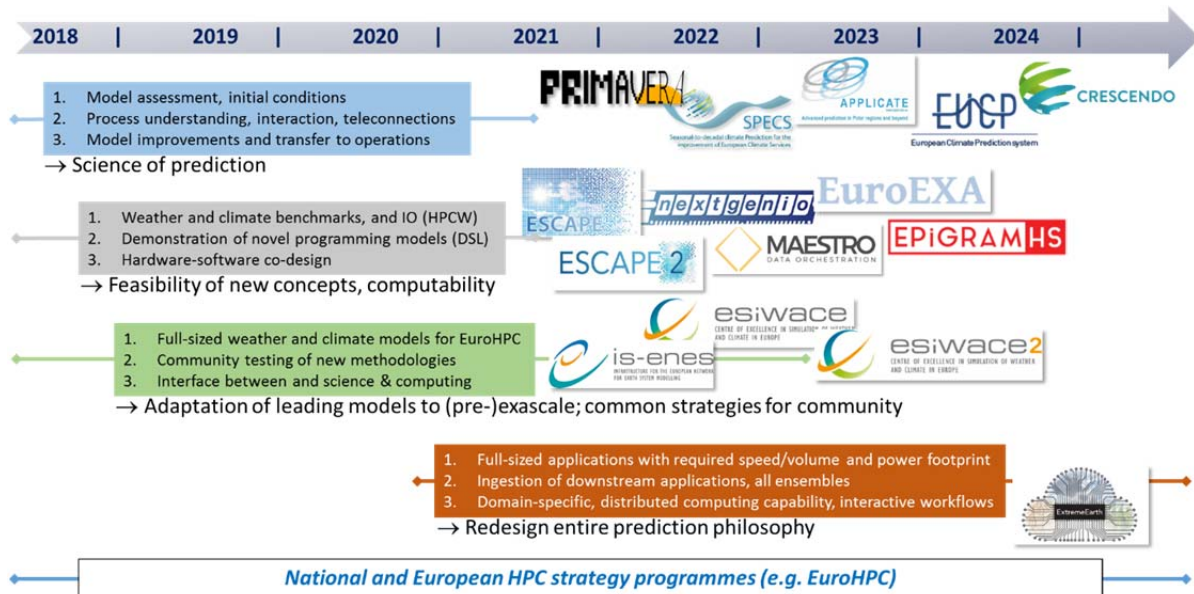 2018 | 2019 | 2020 | 2021 | 2022 | 2023 | 2024 |
1. Model assessment, initial conditions
2. Process understanding, interaction, teleconnections
3. Model improvements and transfer to operations
→ Science of prediction
PRIMAVERA
SPECS
Seasonal-to-decadal climate Prediction for the
improvement of European Climate Services
APPLICATE
Advanced prediction in Polar regions and beyond
EUCP
European Climate Prediction system
CRESCENDO
1. Weather and climate benchmarks, and IO (HPCW)
2. Demonstration of novel programming models (DSL)
3. Hardware-software co-design
→ Feasibility of new concepts, computability
ESCAPE
nextgenio
EuroEXA
ESCAPE 2
MAESTRO
DATA ORCHESTRATION
EPiGRAM HS
1. Full-sized weather and climate models for EuroHPC
2. Community testing of new methodologies
3. Interface between and science & computing
→ Adaptation of leading models to (pre-)exascale; common strategies for community
esiwace
CENTRE OF EXCELLENCE IN SIMULATION OF WEATHER
AND CLIMATE IN EUROPE
is-enes
INFRASTRUCTURE FOR THE EUROPEAN NETWORK
FOR EARTH SYSTEM MODELLING
esiwace2
CENTRE OF EXCELLENCE IN SIMULATION OF WEATHER
AND CLIMATE IN EUROPE
1. Full-sized applications with required speed/volume and power footprint
2. Ingestion of downstream applications, all ensembles
3. Domain-specific, distributed computing capability, interactive workflows
→ Redesign entire prediction philosophy
ExtremeEarth
National and European HPC strategy programmes (e.g. EuroHPC)